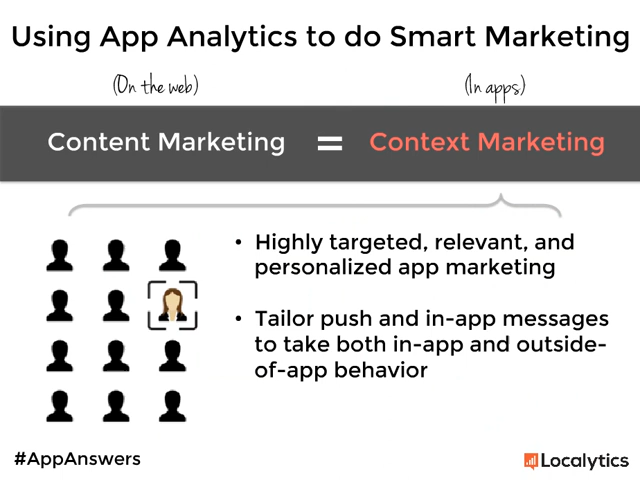 Using App Analytics to do Smart Marketing
(On the web)
(In apps)
Content Marketing = Context Marketing
• Highly targeted, relevant, and
personalized app marketing
• Tailor push and in-app messages
to take both in-app and outside-
of-app behavior
#AppAnswers
Localytics